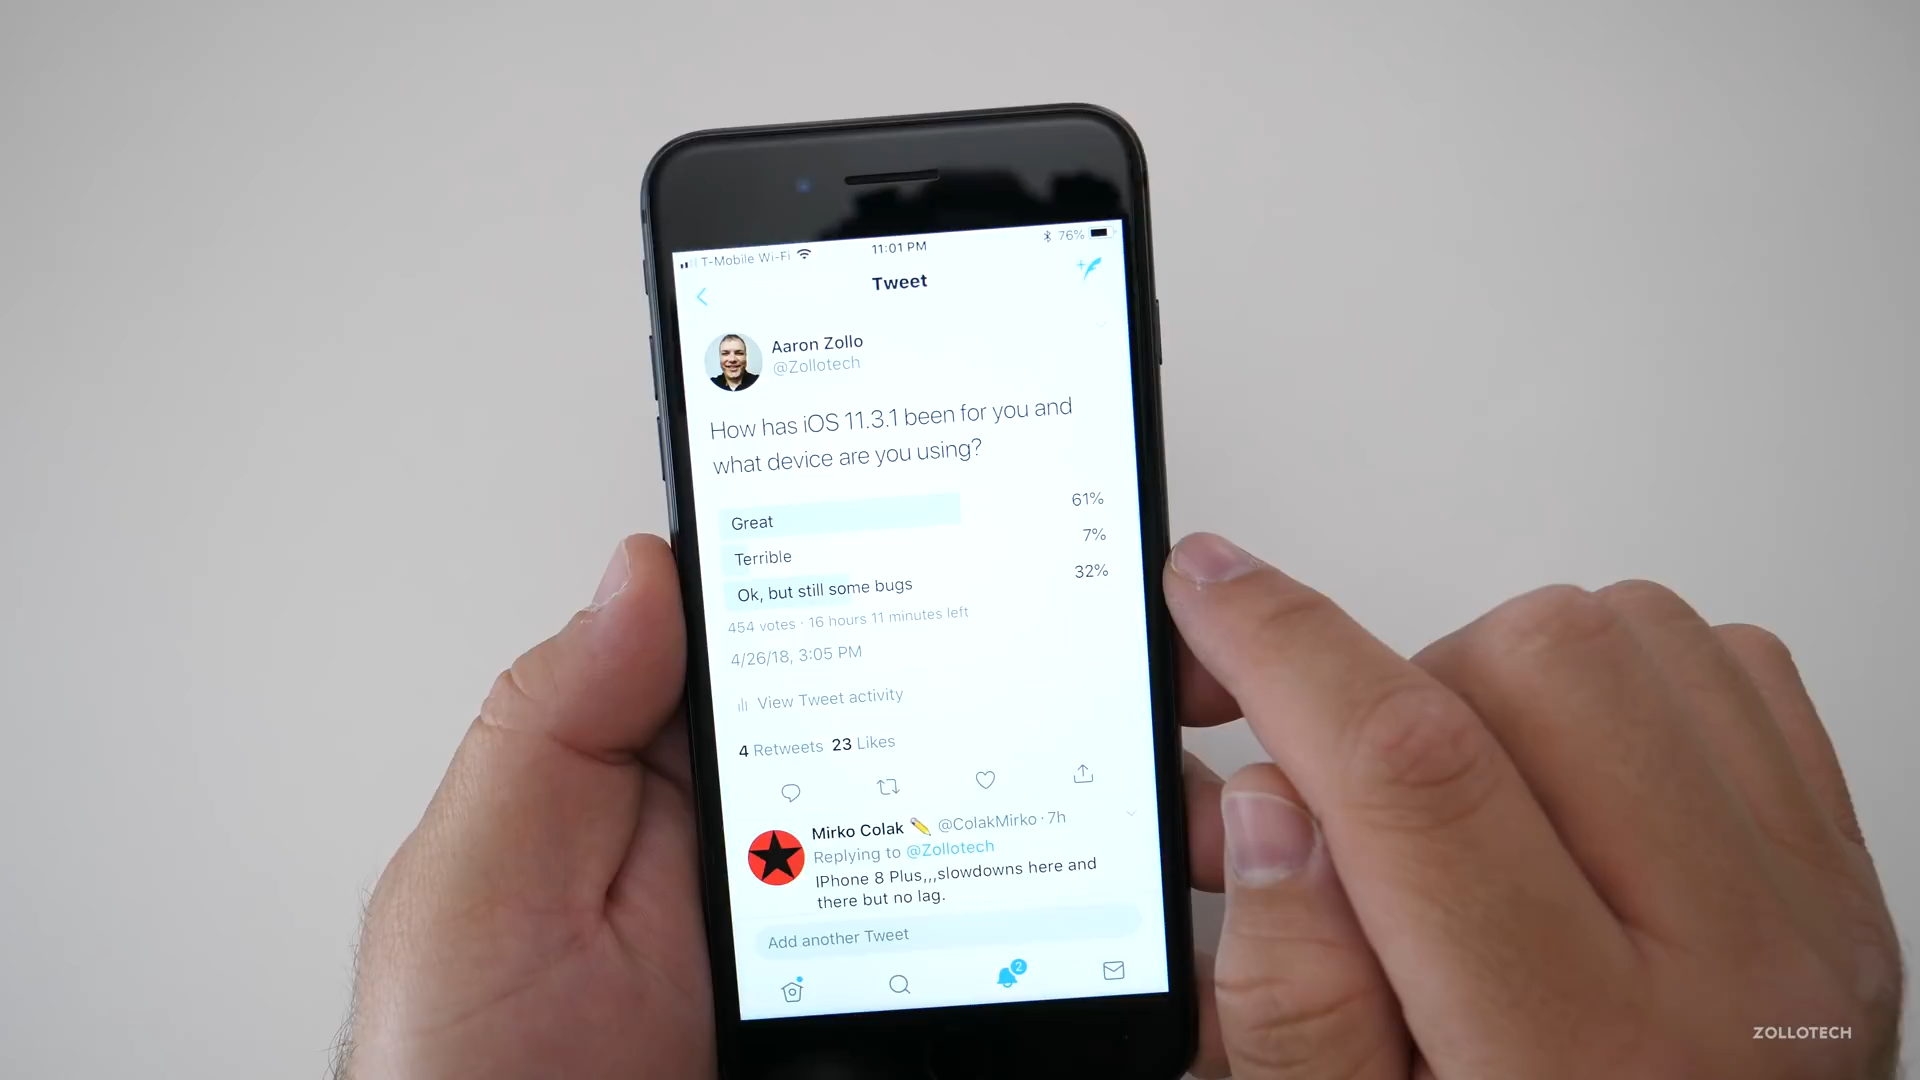 T-Mobile Wi-Fi 11:01 PM 76%
Tweet
Aaron Zollo
@Zollotech
How has iOS 11.3.1 been for you and
what device are you using?
Great 61%
Terrible 7%
Ok, but still some bugs 32%
454 votes · 16 hours 11 minutes left
4/26/18, 3:05 PM
View Tweet activity
4 Retweets 23 Likes
Mirko Colak ✏️ @ColakMirko · 7h
Replying to @Zollotech
IPhone 8 Plus,,,slowdowns here and
there but no lag.
Add another Tweet
2
ZOLLOTECH